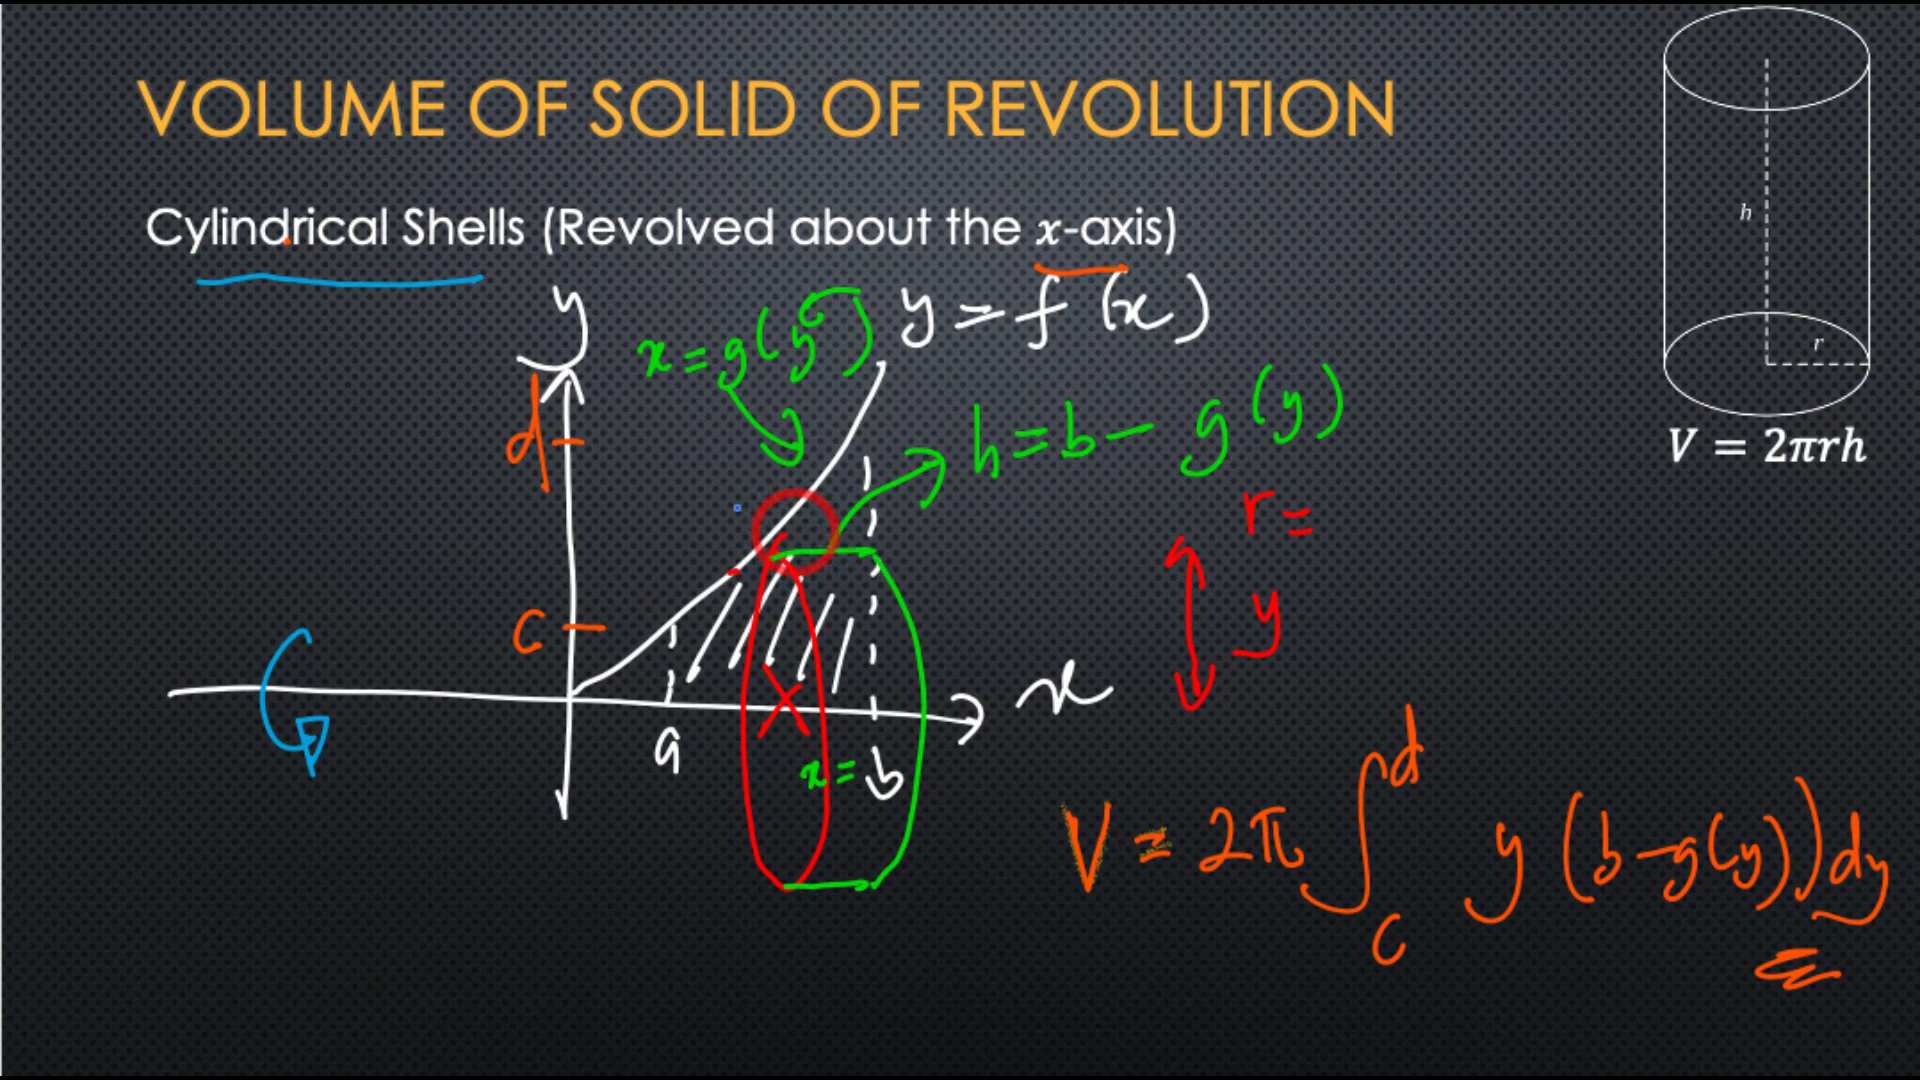 VOLUME OF SOLID OF REVOLUTION
Cylindrical Shells (Revolved about the x-axis)
h
r
V = 2πrh
y
x = g(y)
y = f(x)
d
h = b - g(y)
r =
y
c
x
a
x = b
V = 2π ∫_c^d y (b - g(y)) dy